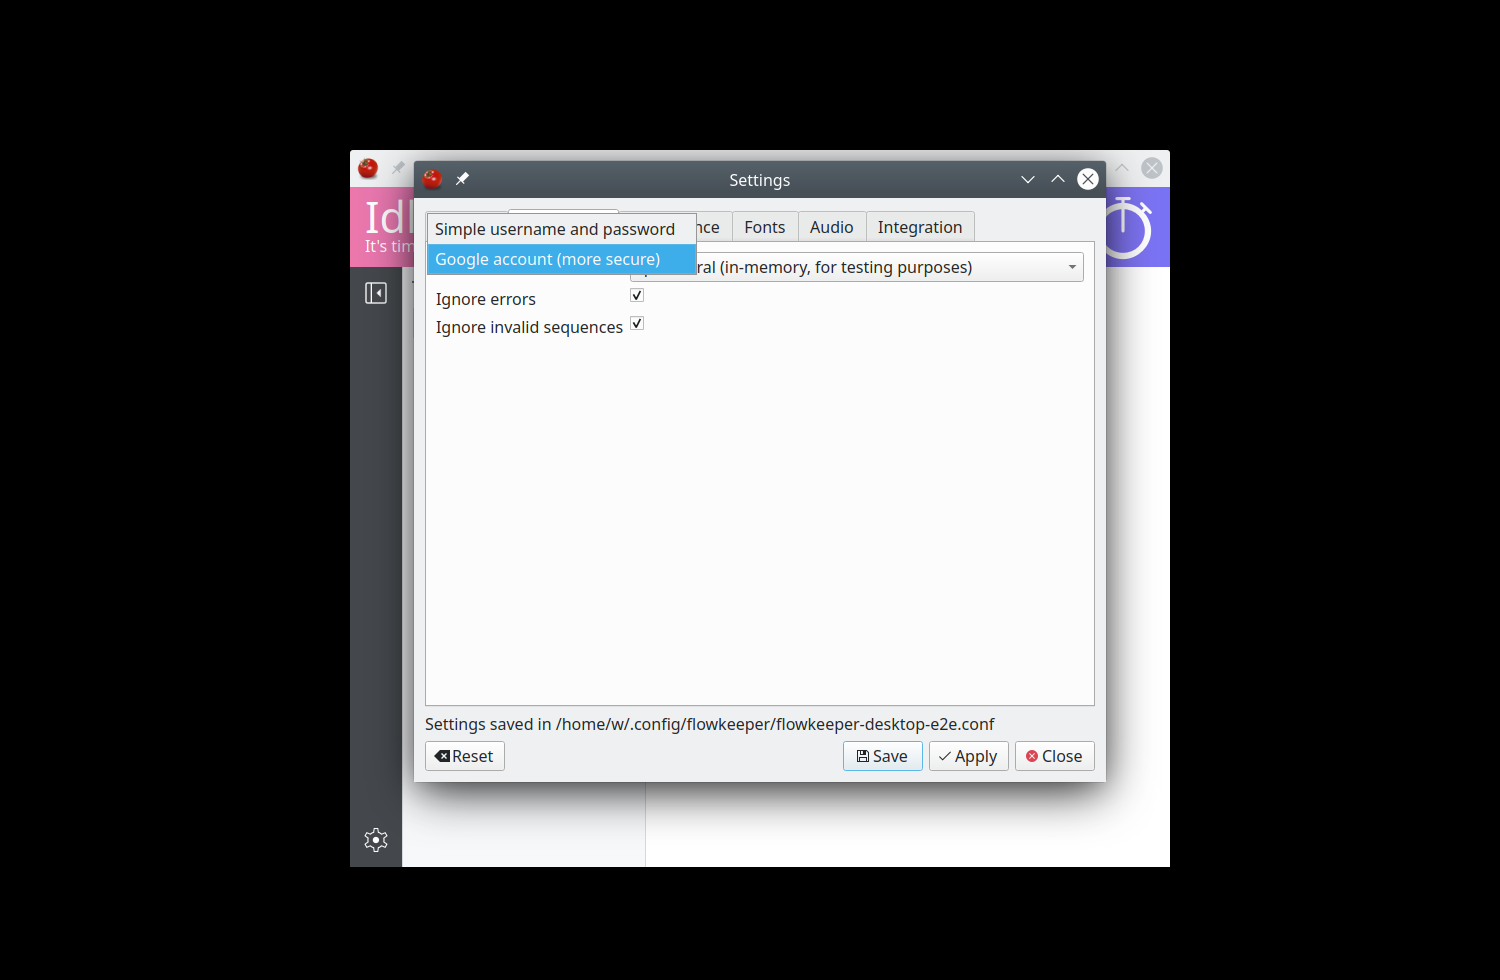 Settings
Idl
It's tim
Simple username and password
Google account (more secure)
nce
Fonts
Audio
Integration
ral (in-memory, for testing purposes)
Ignore errors
Ignore invalid sequences
Settings saved in /home/w/.config/flowkeeper/flowkeeper-desktop-e2e.conf
Reset
Save
Apply
Close